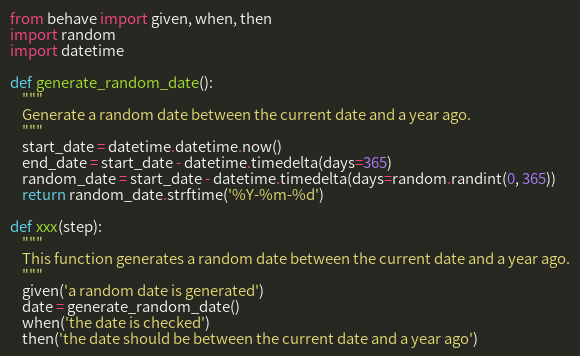 from behave import given, when, then
import random
import datetime

def generate_random_date():
    """
    Generate a random date between the current date and a year ago.
    """
    start_date = datetime.datetime.now()
    end_date = start_date - datetime.timedelta(days=365)
    random_date = start_date - datetime.timedelta(days=random.randint(0, 365))
    return random_date.strftime('%Y-%m-%d')

def xxx(step):
    """
    This function generates a random date between the current date and a year ago.
    """
    given('a random date is generated')
    date = generate_random_date()
    when('the date is checked')
    then('the date should be between the current date and a year ago')